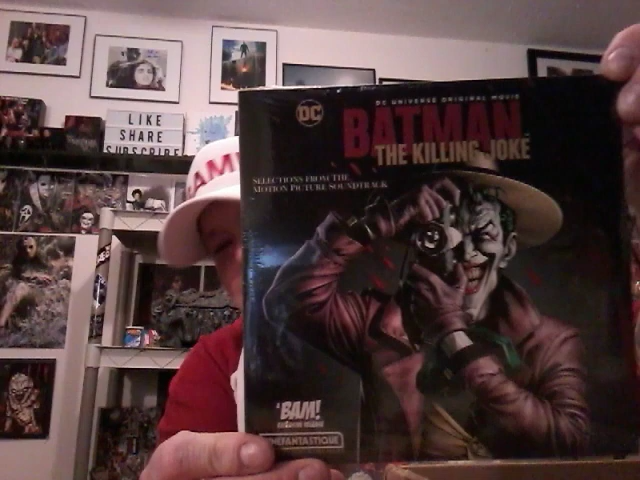 LIKE
SHARE
SUBSCRIBE
DC
DC UNIVERSE ORIGINAL MOVIE
BATMAN
THE KILLING JOKE
SELECTIONS FROM THE
MOTION PICTURE SOUNDTRACK
BAM!